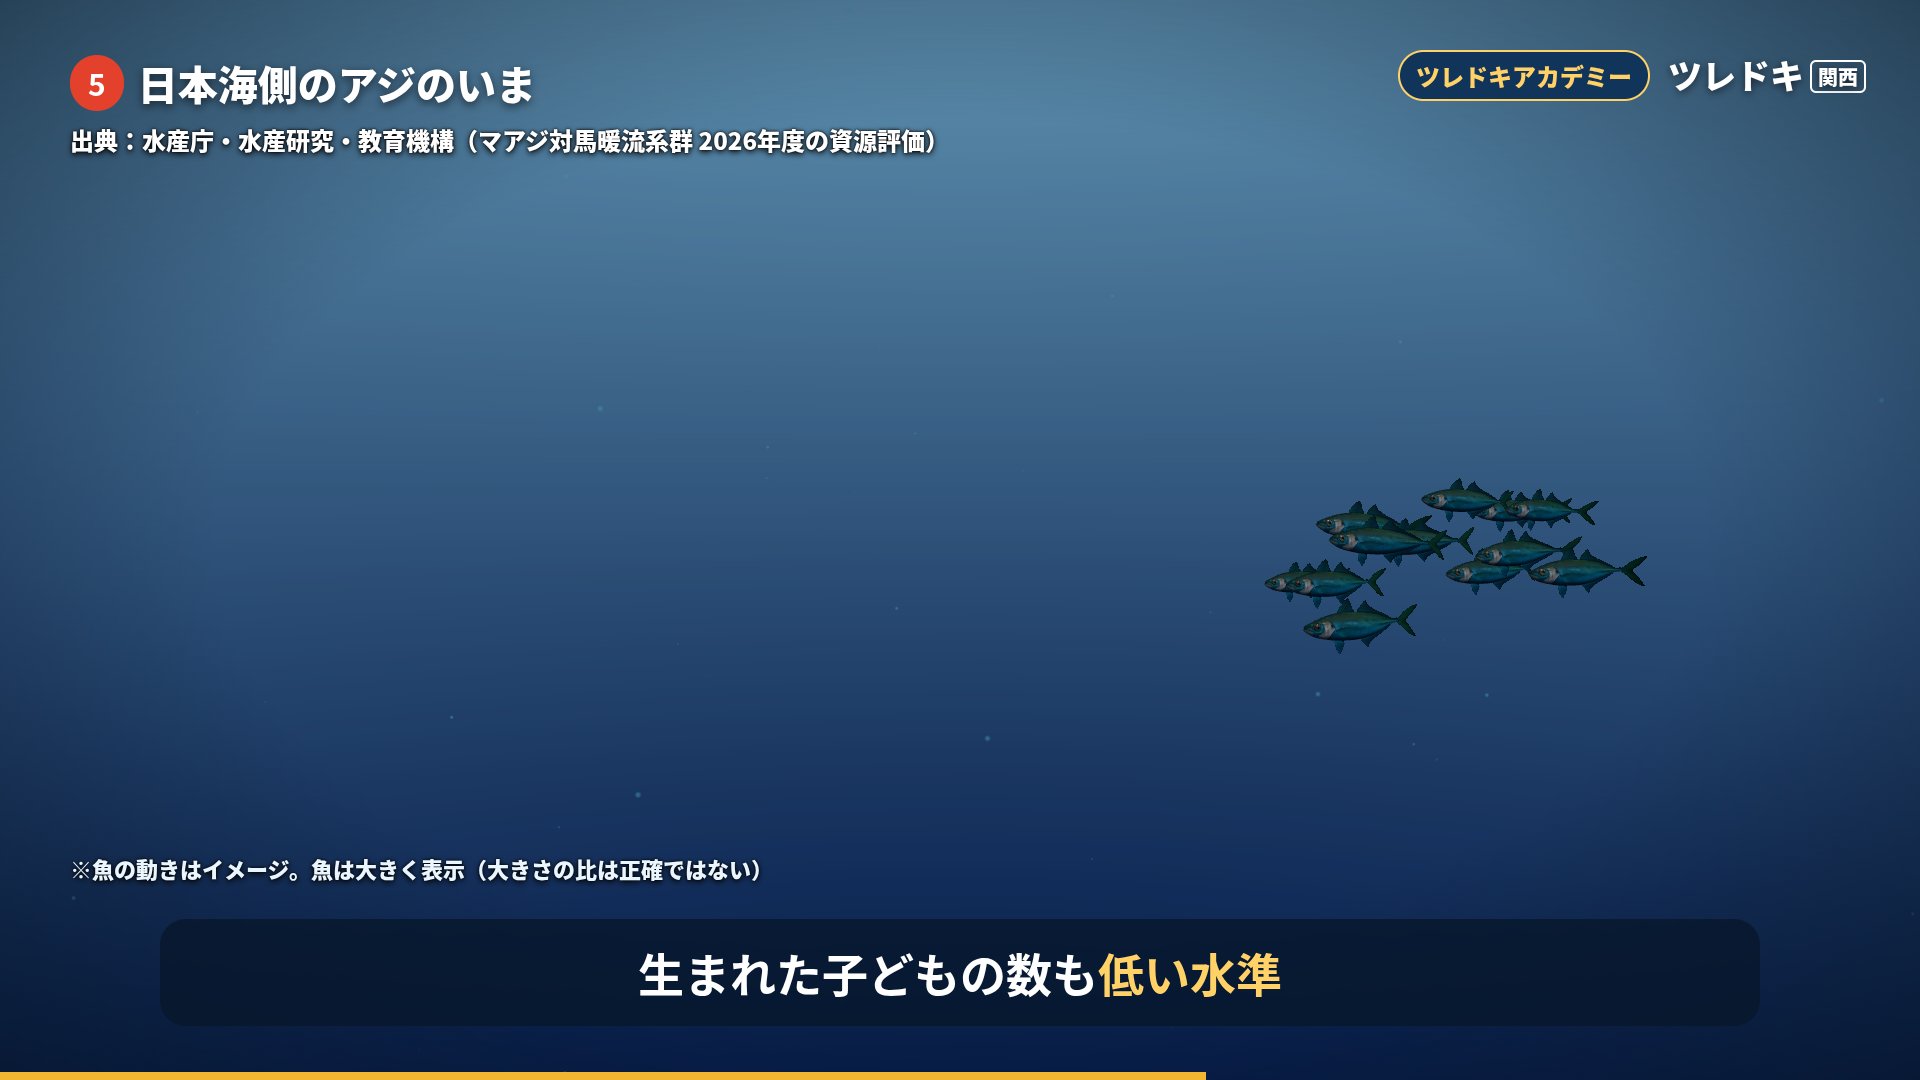 5 日本海側のアジのいま
ツレドキアカデミー ツレドキ 関西
出典：水産庁・水産研究・教育機構（マアジ対馬暖流系群 2026年度の資源評価）
※魚の動きはイメージ。魚は大きく表示（大きさの比は正確ではない）
生まれた子どもの数も低い水準